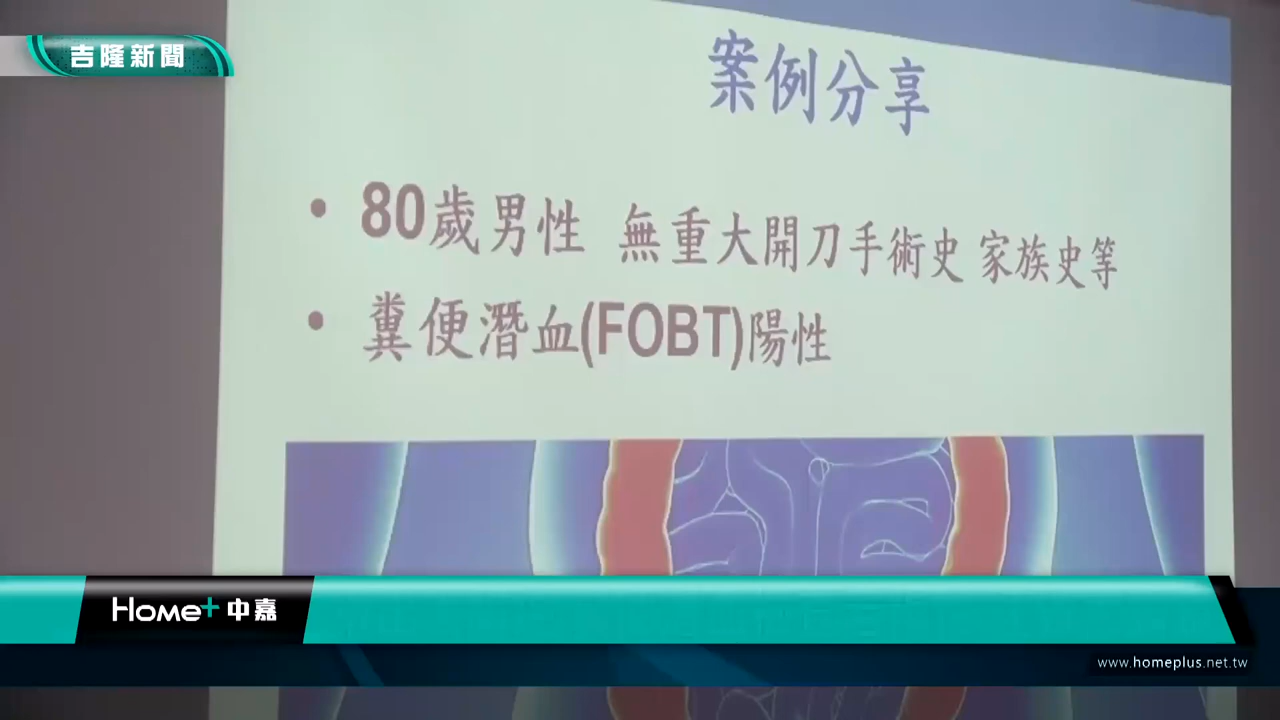 吉隆新聞
案例分享
• 80歲男性 無重大開刀手術史 家族史等
• 糞便潛血(FOBT)陽性
Home+ 中嘉
www.homeplus.net.tw